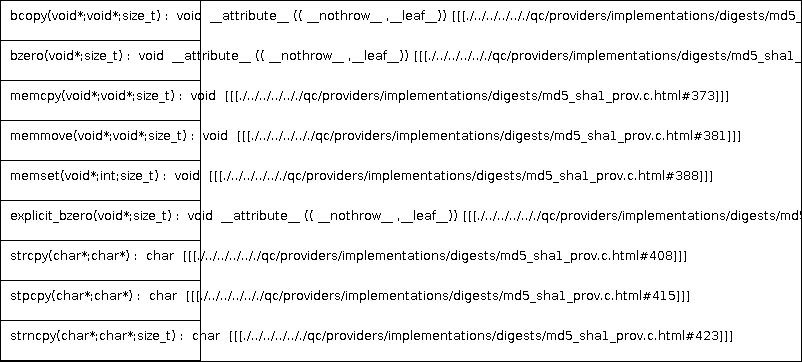 bcopy(void*;void*;size_t) : void __attribute__ (( __nothrow__ ,__leaf__)) [[[./../../../../qc/providers/implementations/digests/md5_
bzero(void*;size_t) : void __attribute__ (( __nothrow__ ,__leaf__)) [[[./../../../../qc/providers/implementations/digests/md5_sha1_
memcpy(void*;void*;size_t) : void [[[./../../../../qc/providers/implementations/digests/md5_sha1_prov.c.html#373]]]
memmove(void*;void*;size_t) : void [[[./../../../../qc/providers/implementations/digests/md5_sha1_prov.c.html#381]]]
memset(void*;int;size_t) : void [[[./../../../../qc/providers/implementations/digests/md5_sha1_prov.c.html#388]]]
explicit_bzero(void*;size_t) : void __attribute__ (( __nothrow__ ,__leaf__)) [[[./../../../../qc/providers/implementations/digests/md5
strcpy(char*;char*) : char [[[./../../../../qc/providers/implementations/digests/md5_sha1_prov.c.html#408]]]
stpcpy(char*;char*) : char [[[./../../../../qc/providers/implementations/digests/md5_sha1_prov.c.html#415]]]
strncpy(char*;char*;size_t) : char [[[./../../../../qc/providers/implementations/digests/md5_sha1_prov.c.html#423]]]